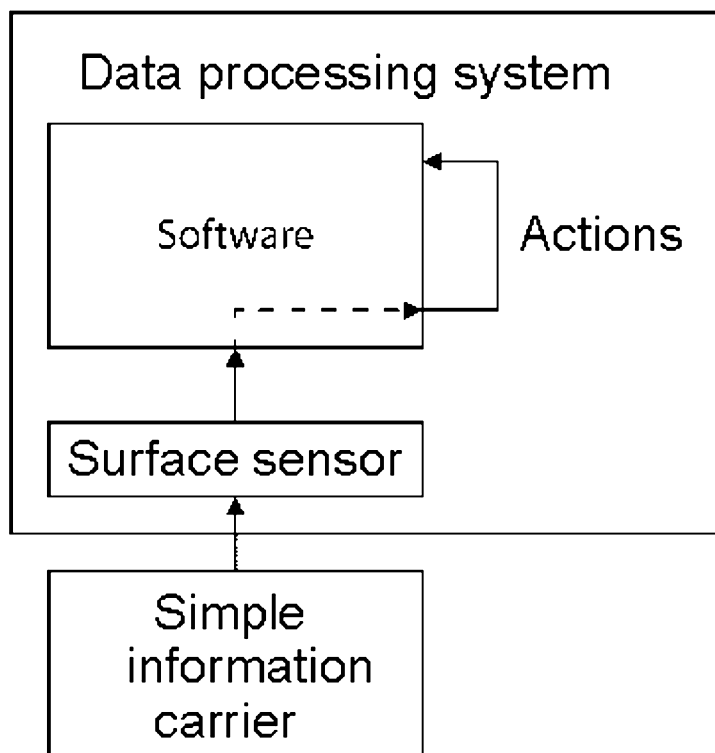 Data processing system
Software
Actions
Surface sensor
Simple
information
carrier